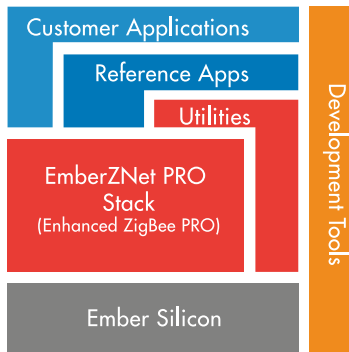 Customer Applications
Reference Apps
Utilities
EmberZNet PRO
Stack
(Enhanced ZigBee PRO)
Ember Silicon
Development Tools